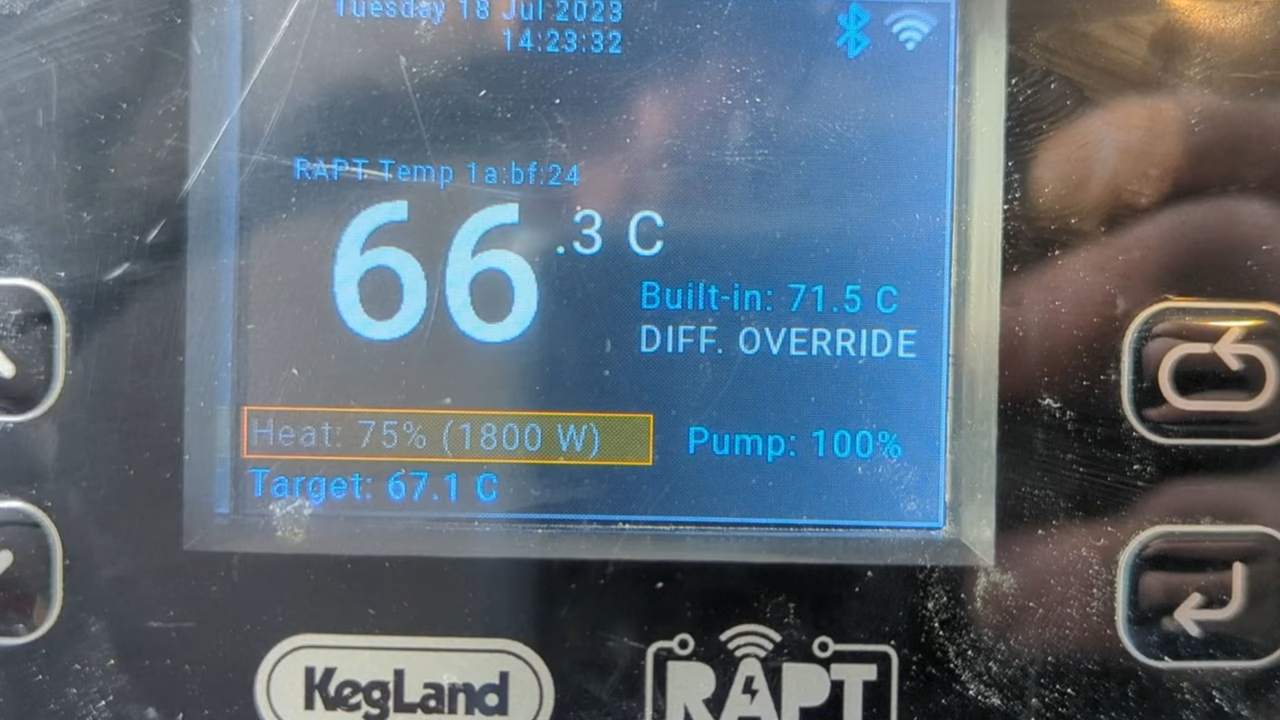 Tuesday 18 Jul 2023
14:23:32
RAPT Temp 1a:bf:24
66.3 C
Built-in: 71.5 C
DIFF. OVERRIDE
Heat: 75% (1800 W)
Pump: 100%
Target: 67.1 C
KegLand
RAPT